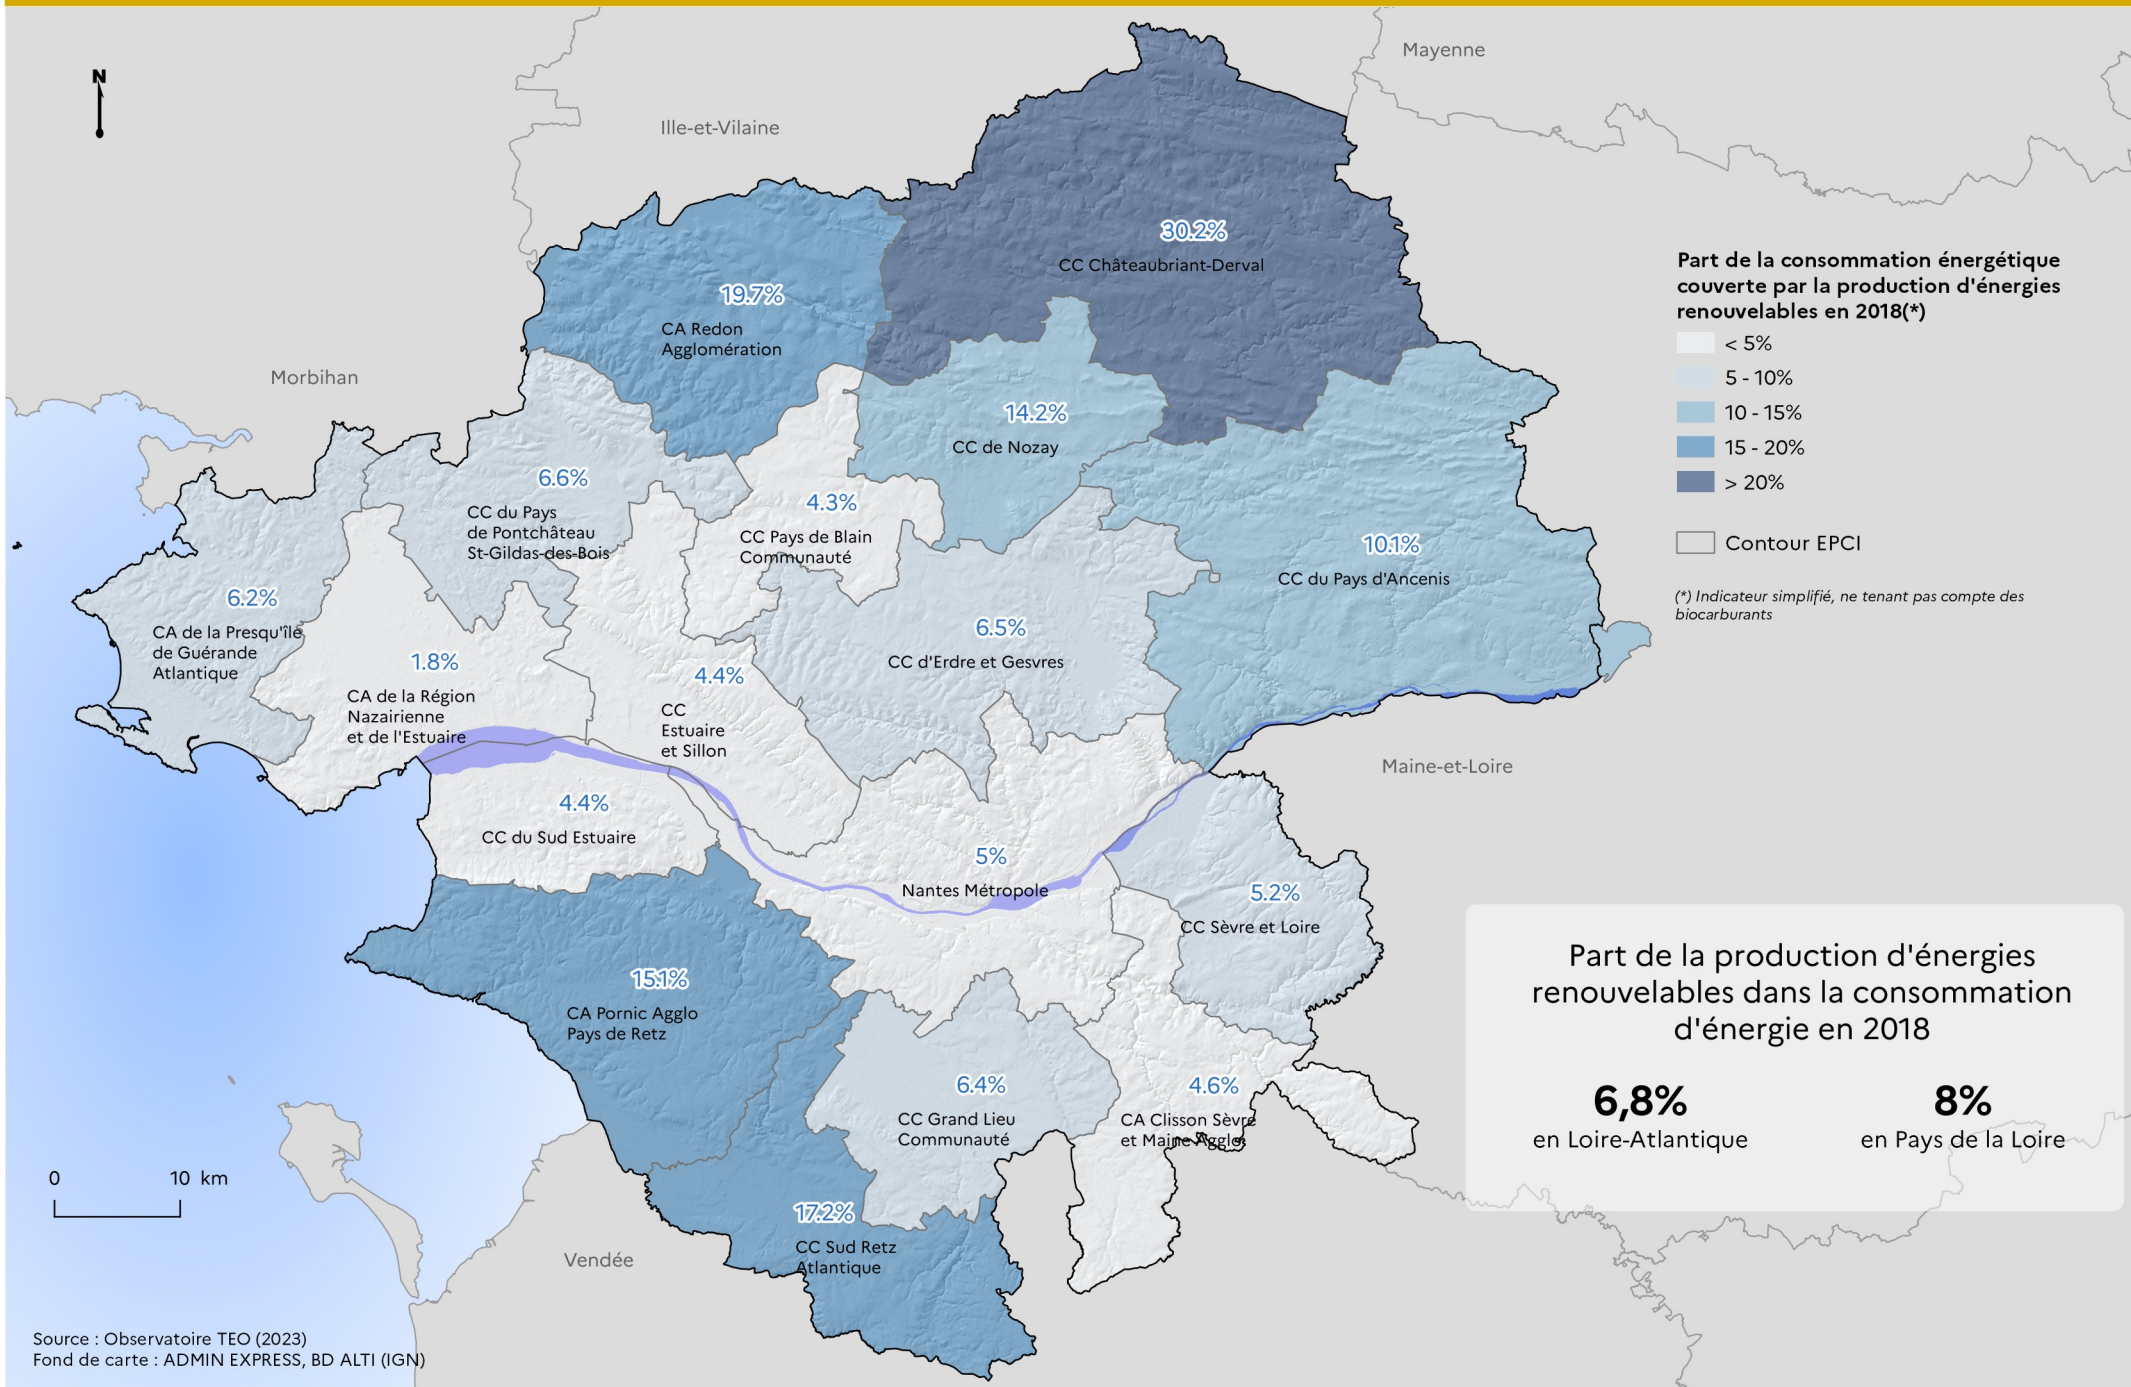 N
Mayenne
Ille-et-Vilaine
Morbihan
Maine-et-Loire
Vendée
30.2%
CC Châteaubriant-Derval
19.7%
CA Redon
Agglomération
14.2%
CC de Nozay
6.6%
CC du Pays
de Pontchâteau
St-Gildas-des-Bois
4.3%
CC Pays de Blain
Communauté
10.1%
CC du Pays d'Ancenis
6.2%
CA de la Presqu'île
de Guérande
Atlantique
6.5%
CC d'Erdre et Gesvres
1.8%
CA de la Région
Nazairienne
et de l'Estuaire
4.4%
CC
Estuaire
et Sillon
4.4%
CC du Sud Estuaire
5%
Nantes Métropole
5.2%
CC Sèvre et Loire
15.1%
CA Pornic Agglo
Pays de Retz
6.4%
CC Grand Lieu
Communauté
4.6%
CA Clisson Sèvre
et Maine Agglo
17.2%
CC Sud Retz
Atlantique
Part de la consommation énergétique
couverte par la production d'énergies
renouvelables en 2018(*)
< 5%
5 - 10%
10 - 15%
15 - 20%
> 20%
Contour EPCI
(*) Indicateur simplifié, ne tenant pas compte des
biocarburants
Part de la production d'énergies
renouvelables dans la consommation
d'énergie en 2018
6,8%
en Loire-Atlantique
8%
en Pays de la Loire
0 10 km
Source : Observatoire TEO (2023)
Fond de carte : ADMIN EXPRESS, BD ALTI (IGN)